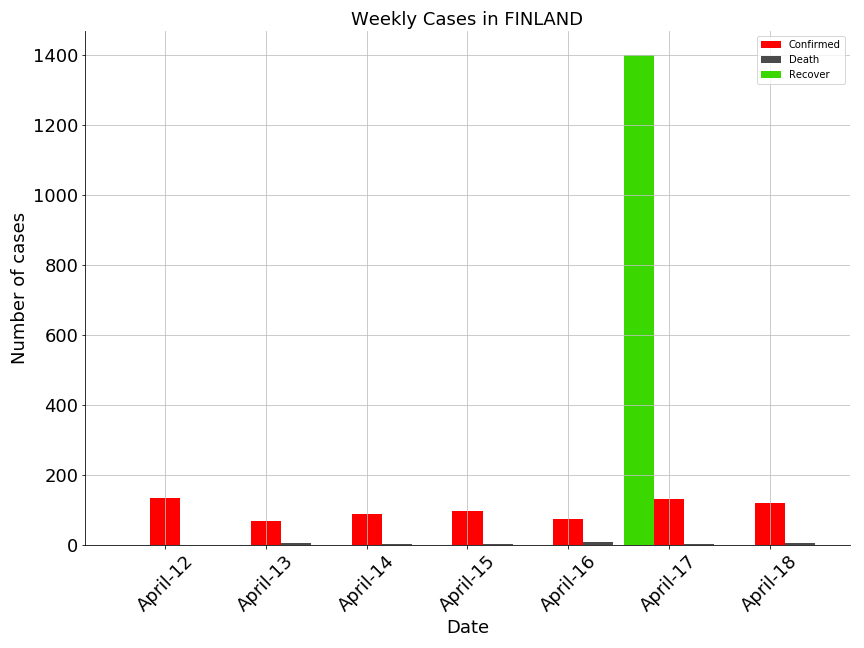 Weekly Cases in FINLAND
Confirmed
Death
Recover
Number of cases
1400
1200
1000
800
600
400
200
0
April-12
April-13
April-14
April-15
April-16
April-17
April-18
Date